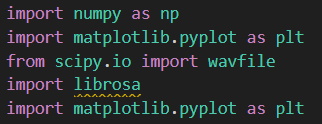 import numpy as np
import matplotlib.pyplot as plt
from scipy.io import wavfile
import librosa
import matplotlib.pyplot as plt